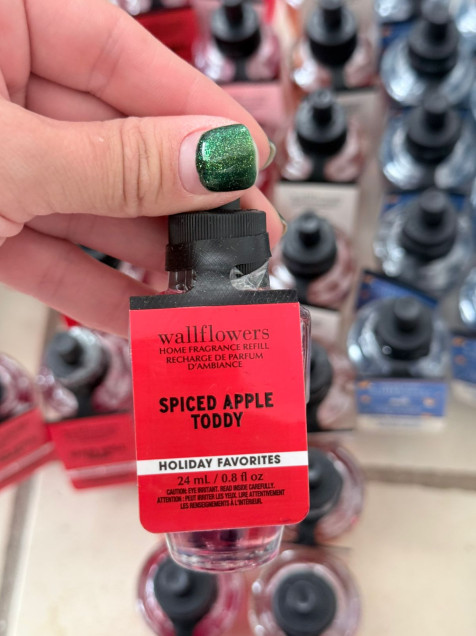 wallflowers
HOME FRAGRANCE REFILL
RECHARGE DE PARFUM
D'AMBIANCE
SPICED APPLE
TODDY
HOLIDAY FAVORITES
24 mL / 0.8 fl oz
CAUTION: EYE IRRITANT. READ INSIDE CAREFULLY.
ATTENTION : PEUT IRRITER LES YEUX. LIRE ATTENTIVEMENT
LES RENSEIGNEMENTS À L'INTÉRIEUR.